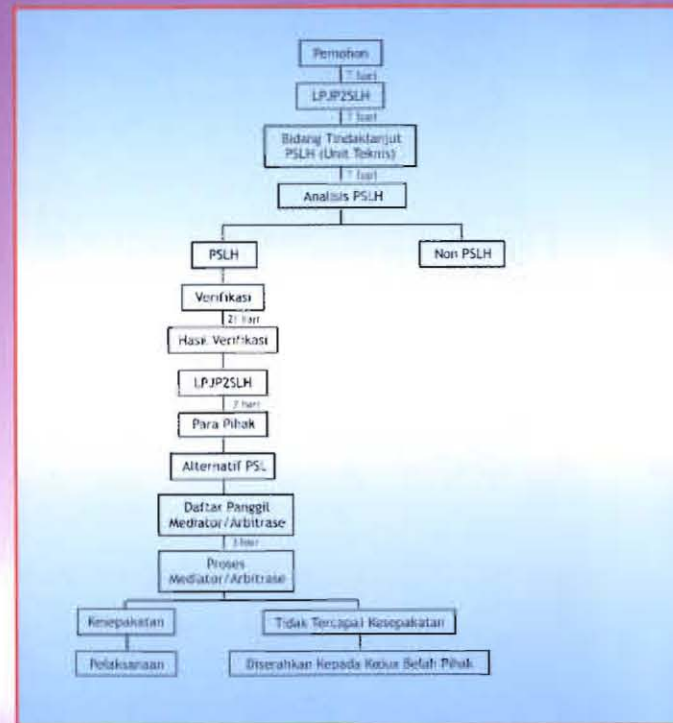 Pemohon
7 hari
LPJP2SLH
7 hari
Bidang Tindaklanjut
PSLH (Unit Teknis)
7 hari
Analisis PSLH
PSLH
Non PSLH
Verifikasi
21 hari
Hasil Verifikasi
LPJP2SLH
hari
Para Pihak
Alternatif PSL
Daftar Panggil
Mediator/Arbitrase
hari
Proses
Mediator/Arbitrase
Kesepakatan
Tidak Tercapai Kesepakatan
Pelaksanaan
Diserahkan Kepada Kedua Belah Pihak